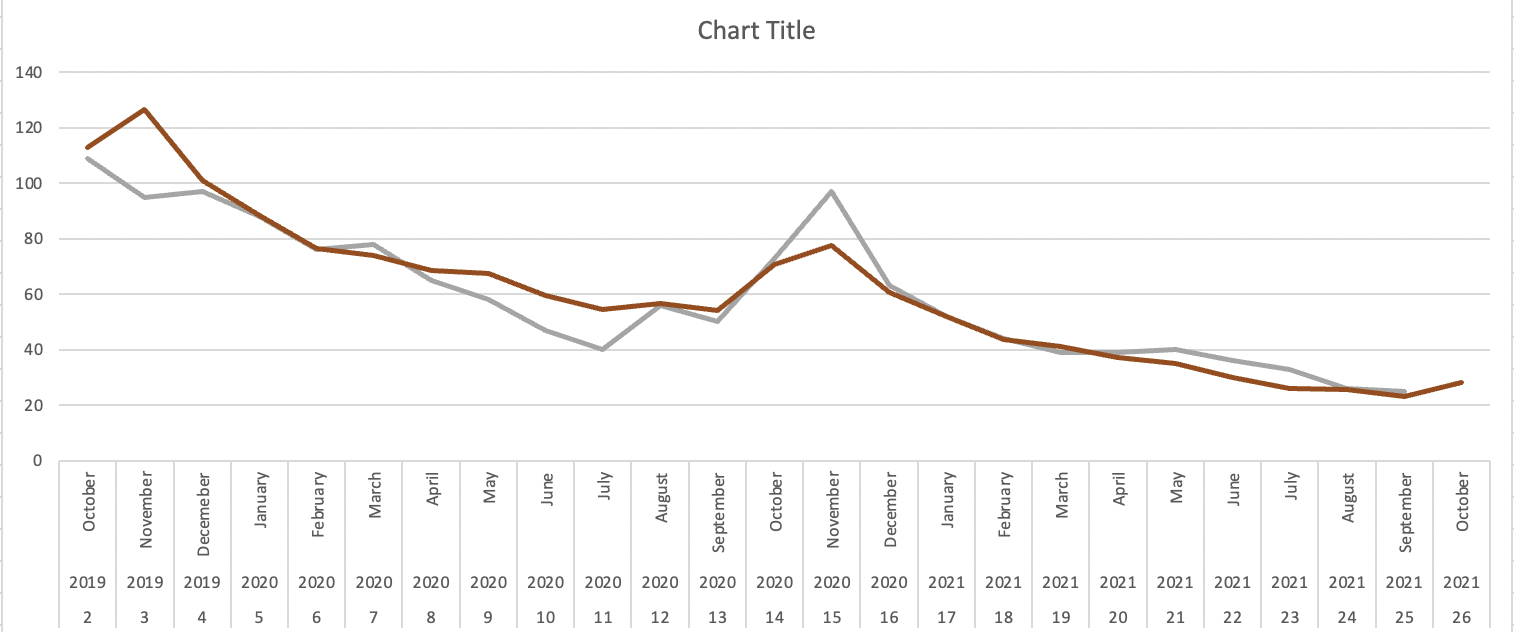 Chart Title
140
120
100
80
60
40
20
0
October November Decemeber January February March April May June July August September October November December January February March April May June July August September October
2019 2019 2019 2020 2020 2020 2020 2020 2020 2020 2020 2020 2020 2020 2020 2021 2021 2021 2021 2021 2021 2021 2021 2021 2021
2 3 4 5 6 7 8 9 10 11 12 13 14 15 16 17 18 19 20 21 22 23 24 25 26